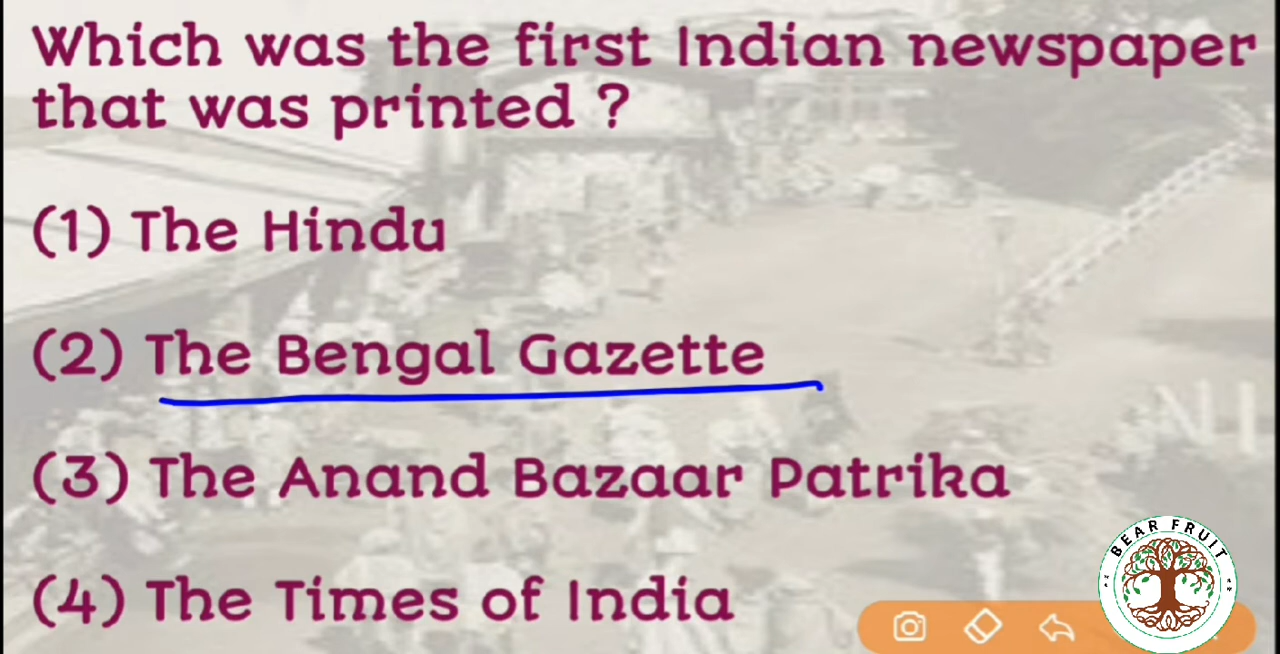 Which was the first Indian newspaper
that was printed ?
(1) The Hindu
(2) The Bengal Gazette
(3) The Anand Bazaar Patrika
(4) The Times of India
BEAR FRUIT